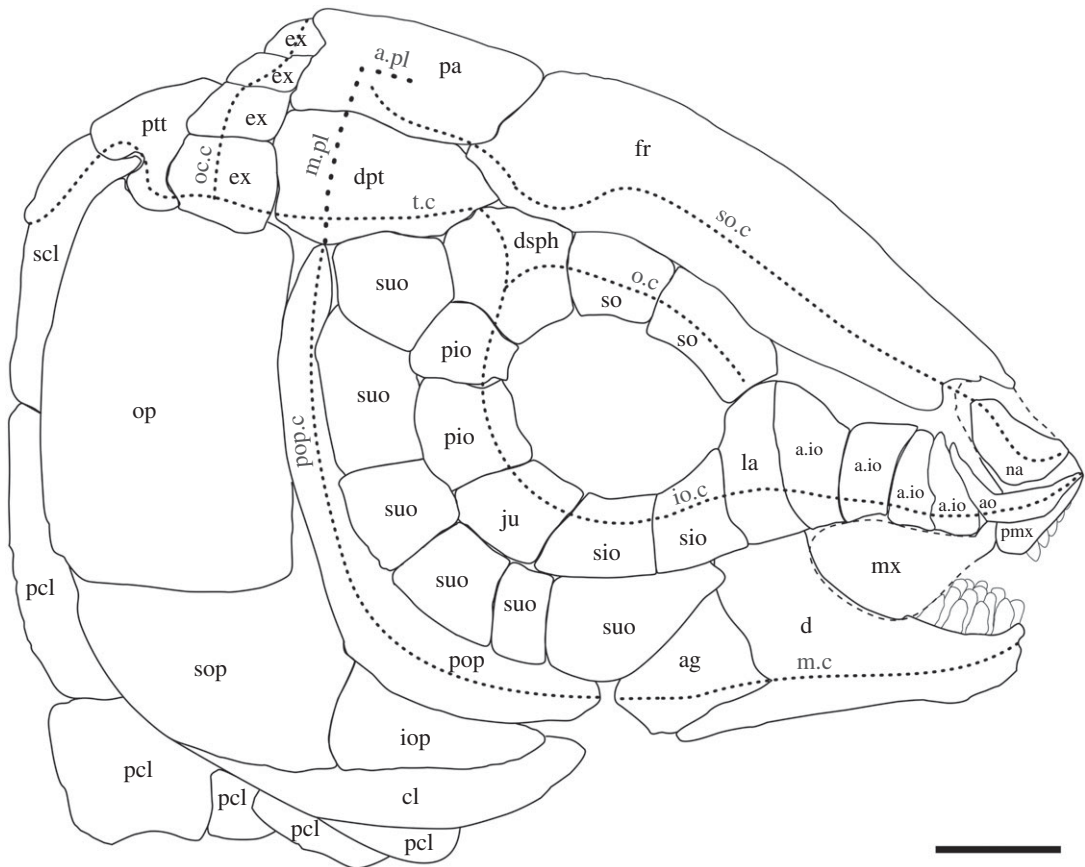 ex
a.pl
pa
ex
ptt
ex
m.pl
fr
oc.c
ex
dpt
t.c
so.c
scl
dsph
suo
o.c
so
pio
so
op
suo
pop.c
pio
la
a.io
a.io
na
a.io
a.io
ao
suo
ju
io.c
sio
sio
pmx
mx
pcl
suo
suo
suo
d
sop
pop
ag
m.c
iop
pcl
pcl
cl
pcl
pcl